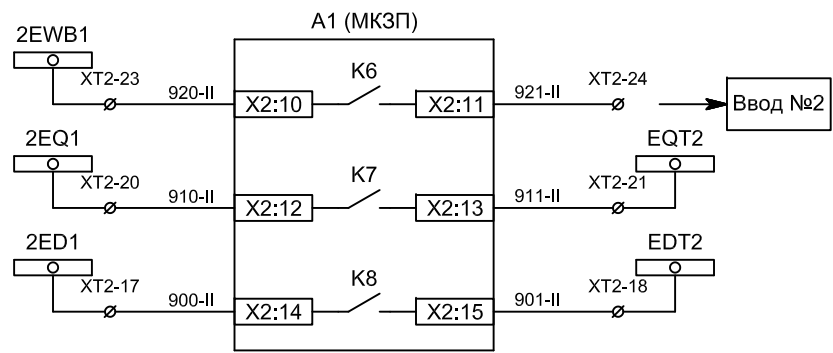 А1 (МКЗП)
2EWB1
XT2-23
920-II
X2:10
K6
X2:11
921-II
XT2-24
Ввод №2
2EQ1
XT2-20
910-II
X2:12
K7
X2:13
911-II
XT2-21
EQT2
2ED1
XT2-17
900-II
X2:14
K8
X2:15
901-II
XT2-18
EDT2